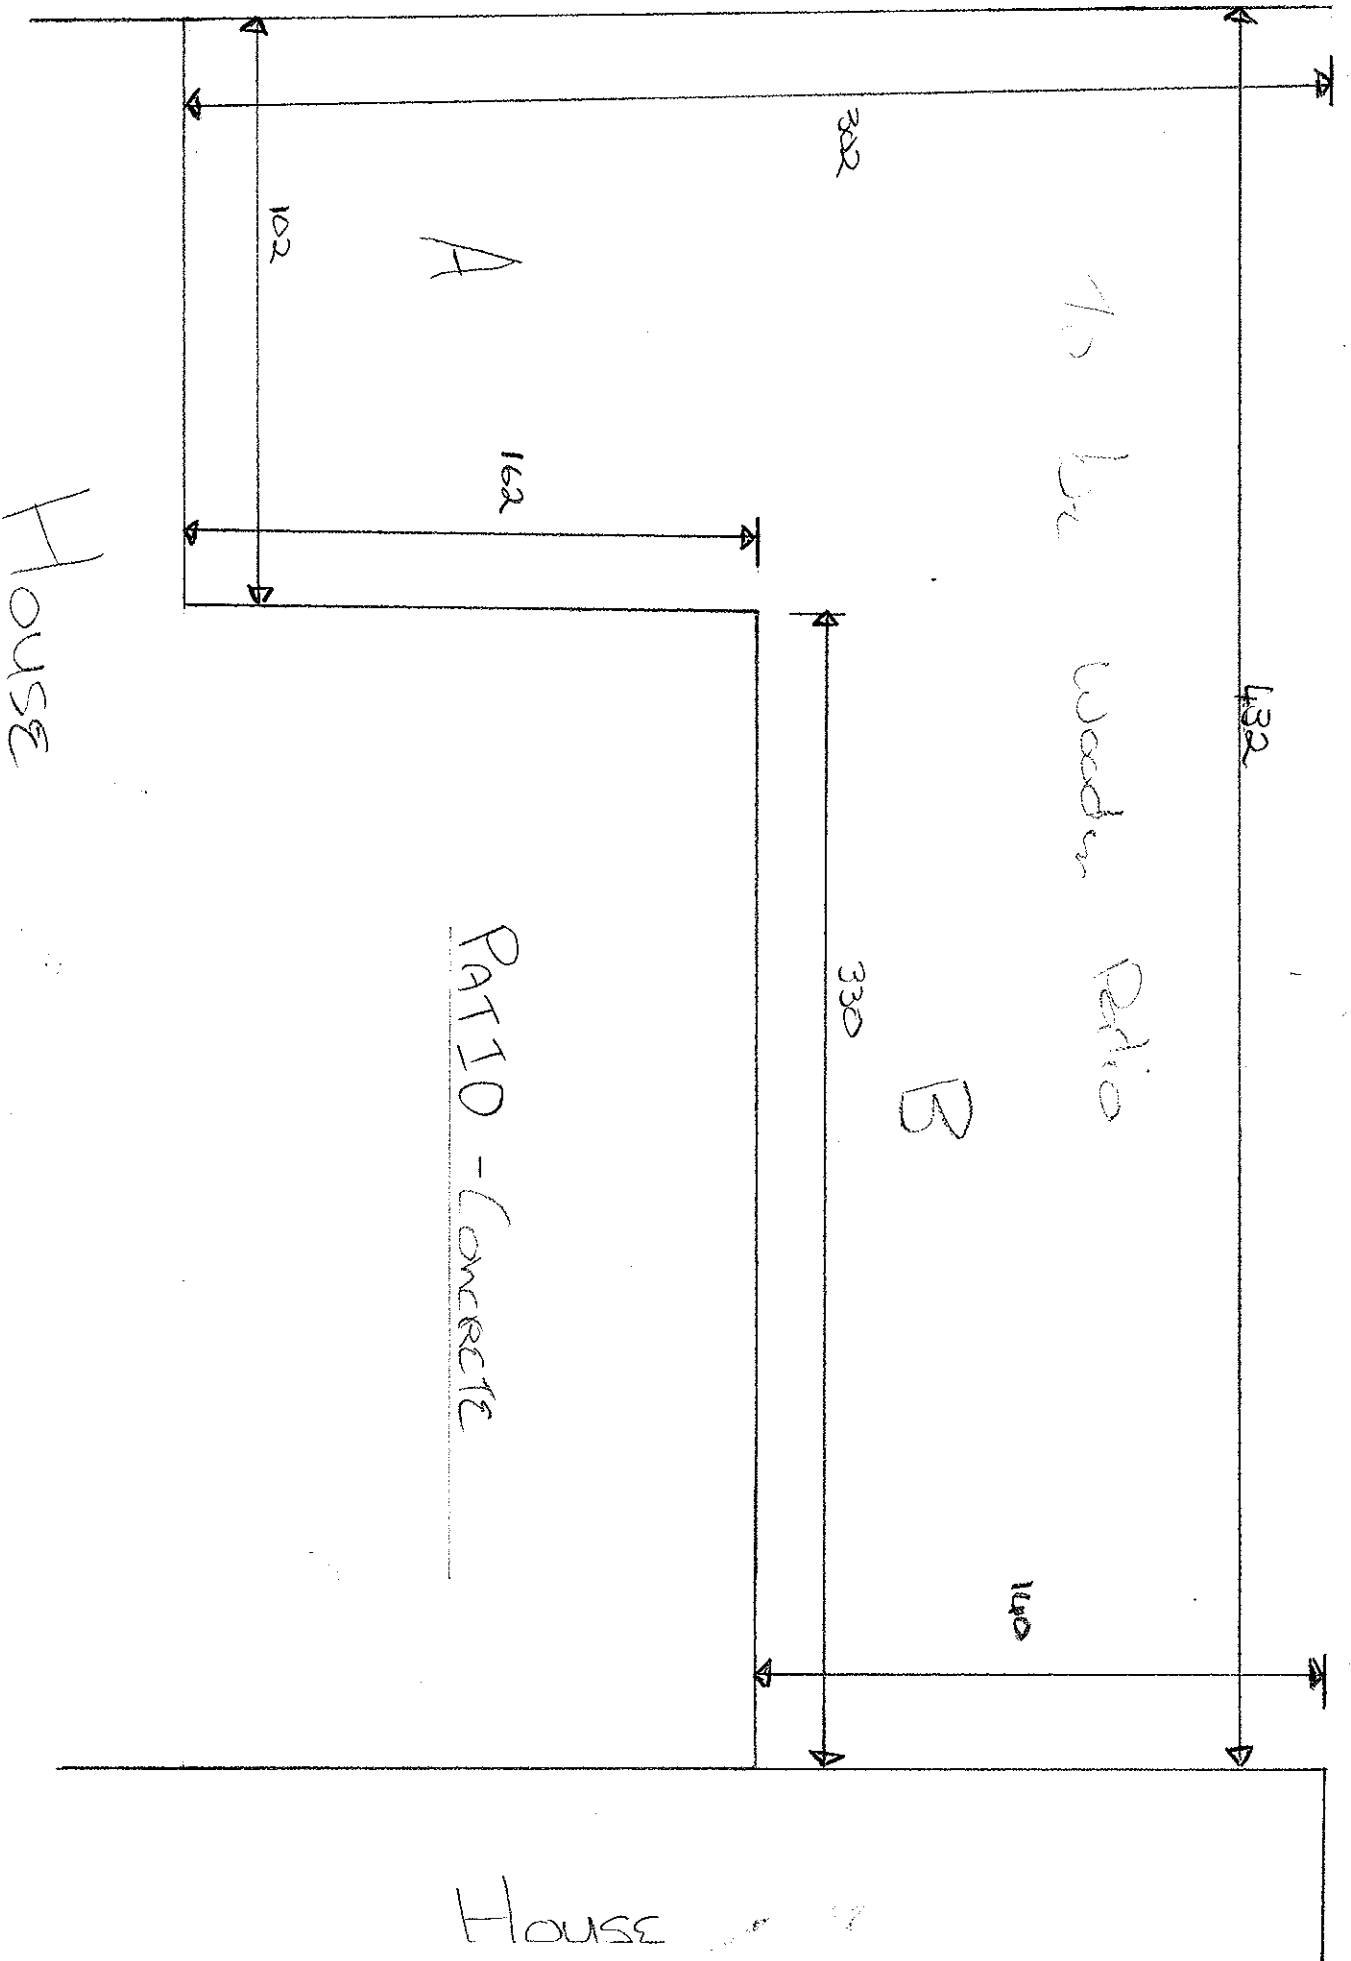 432
To be Wooden Patio
140
B
330
302
A
162
102
PATIO - CONCRETE
HOUSE
HOUSE